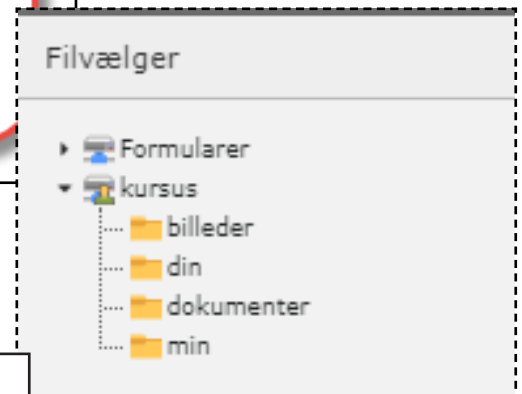 Filvælger
Formularer
kursus
billeder
din
dokumenter
min